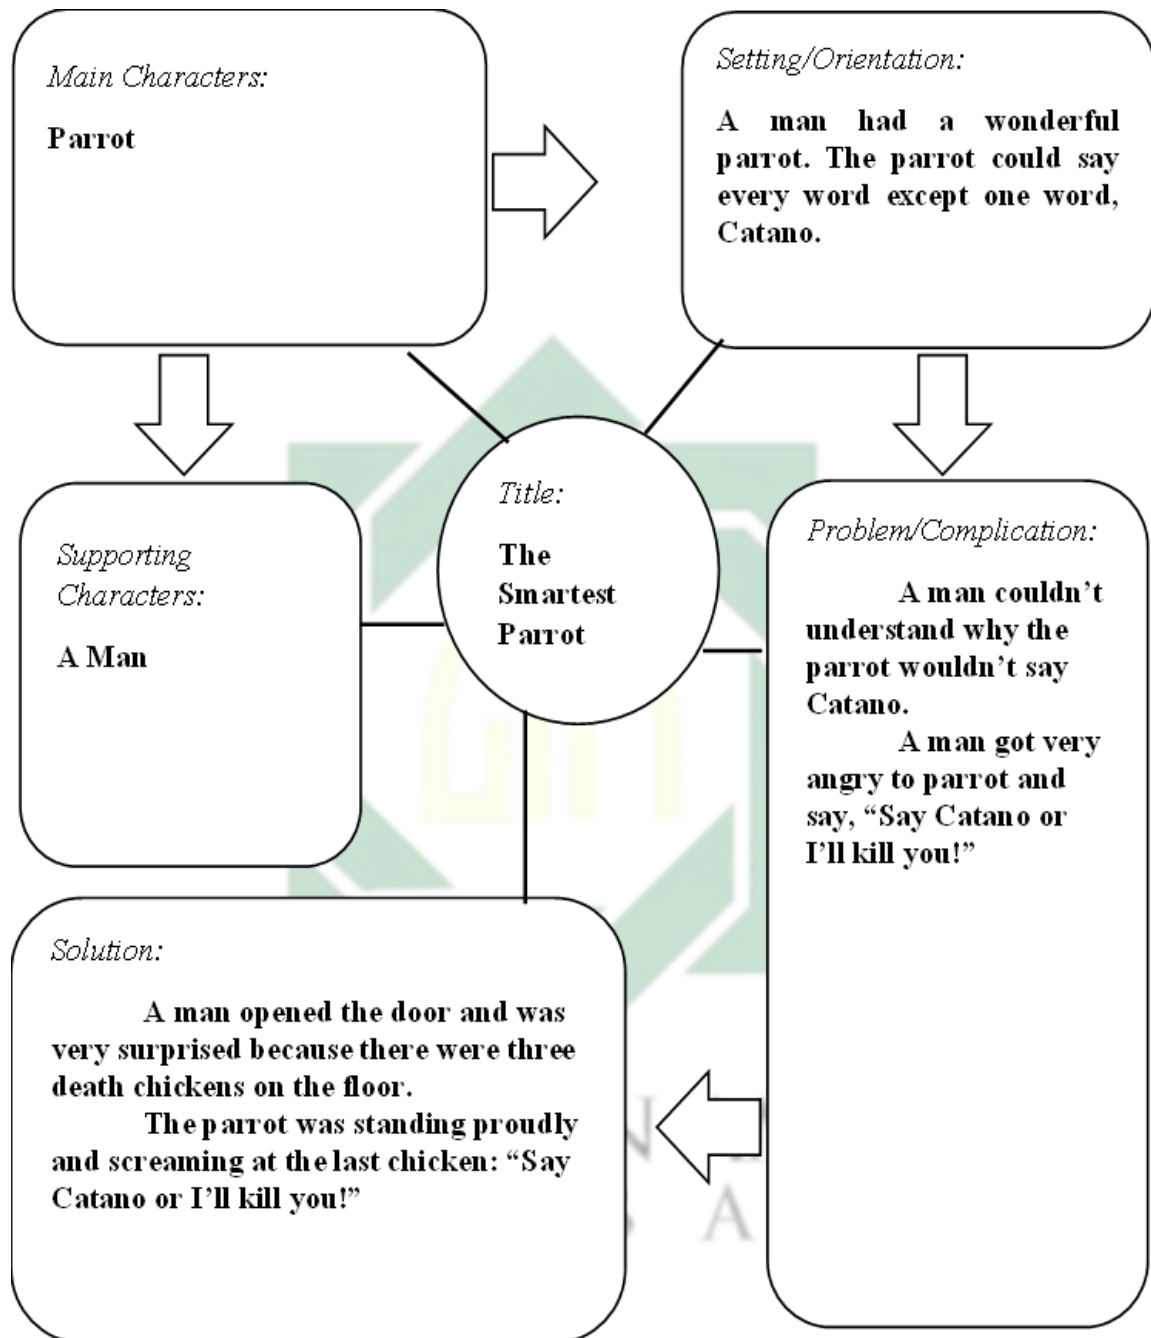 Main Characters:
Parrot
Setting/Orientation:
A man had a wonderful
parrot. The parrot could say
every word except one word,
Catano.
Supporting
Characters:
A Man
Title:
The
Smartest
Parrot
Problem/Complication:
A man couldn't
understand why the
parrot wouldn't say
Catano.
A man got very
angry to parrot and
say, “Say Catano or
I'll kill you!”
Solution:
A man opened the door and was
very surprised because there were three
death chickens on the floor.
The parrot was standing proudly
and screaming at the last chicken: “Say
Catano or I'll kill you!”